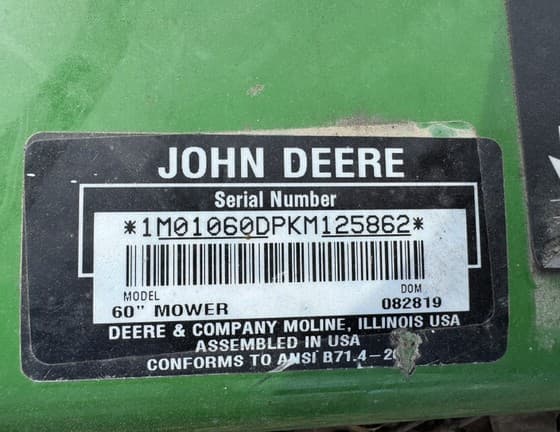 JOHN DEERE
Serial Number
*1M01060DPKM125862*
MODEL DOM
60" MOWER 082819
DEERE & COMPANY MOLINE, ILLINOIS USA
ASSEMBLED IN USA
CONFORMS TO ANSI B71.4-